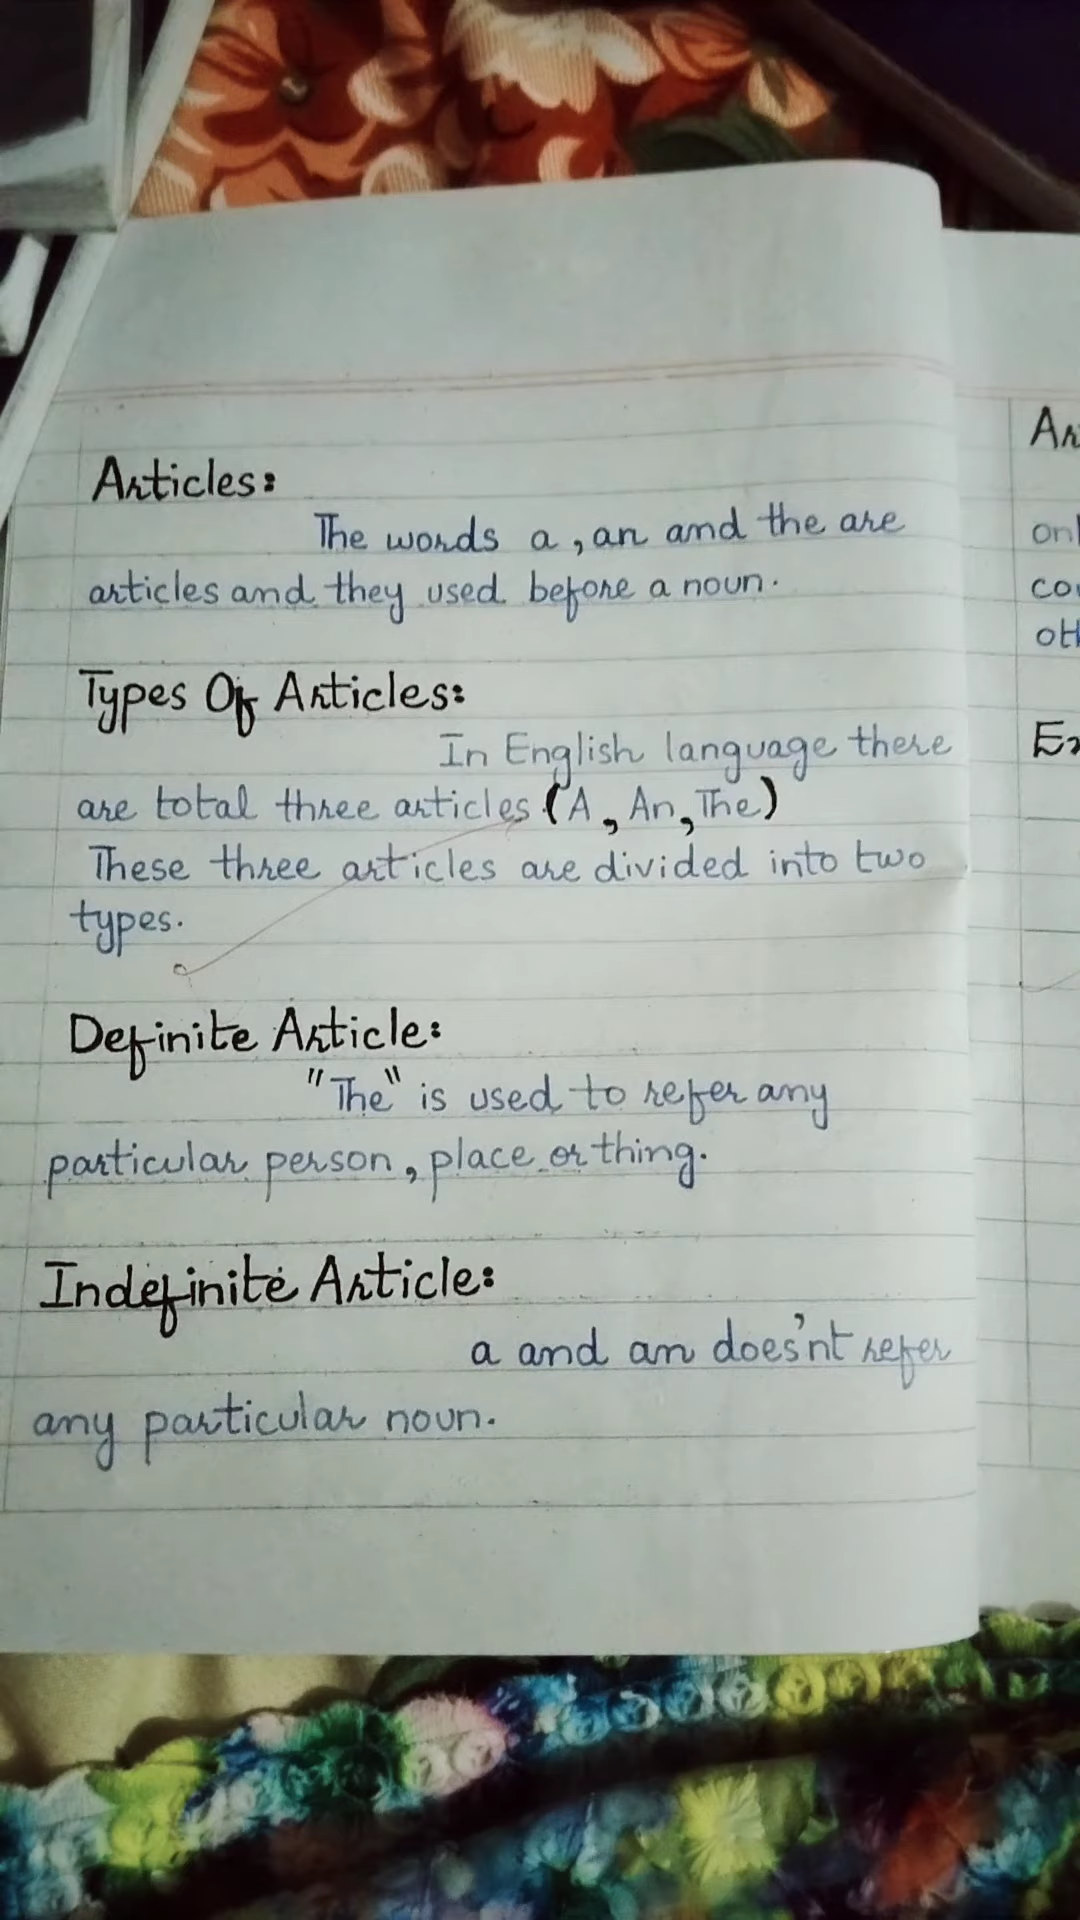 Articles:
The words a, an and the are
articles and they used before a noun.
Types Of Articles:
In English language there
are total three articles (A, An, The)
These three articles are divided into two
types.
Definite Article:
"The" is used to refer any
particular person, place or thing.
Indefinite Article:
a and an does'nt refer
any particular noun.